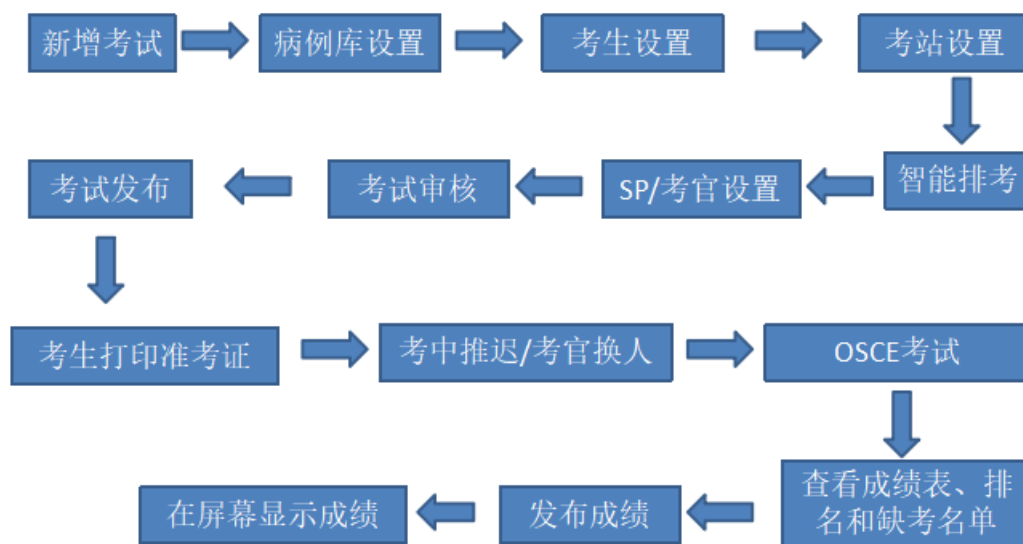 新增考试
病例库设置
考生设置
考站设置
智能排考
SP/考官设置
考试审核
考试发布
考生打印准考证
考中推迟/考官换人
OSCE考试
查看成绩表、排
名和缺考名单
发布成绩
在屏幕显示成绩